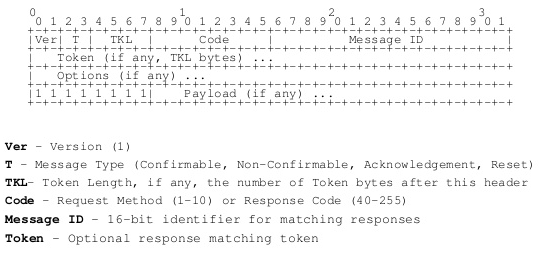 0                   1                   2                   3
0 1 2 3 4 5 6 7 8 9 0 1 2 3 4 5 6 7 8 9 0 1 2 3 4 5 6 7 8 9 0 1
+-+-+-+-+-+-+-+-+-+-+-+-+-+-+-+-+-+-+-+-+-+-+-+-+-+-+-+-+-+-+-+-+
|Ver| T | TKL | Code | Message ID |
+-+-+-+-+-+-+-+-+-+-+-+-+-+-+-+-+-+-+-+-+-+-+-+-+-+-+-+-+-+-+-+-+
| Token (if any, TKL bytes) ...
+-+-+-+-+-+-+-+-+-+-+-+-+-+-+-+-+-+-+-+-+-+-+-+-+-+-+-+-+-+-+-+-+
| Options (if any) ...
+-+-+-+-+-+-+-+-+-+-+-+-+-+-+-+-+-+-+-+-+-+-+-+-+-+-+-+-+-+-+-+-+
|1 1 1 1 1 1 1 1| Payload (if any) ...
+-+-+-+-+-+-+-+-+-+-+-+-+-+-+-+-+-+-+-+-+-+-+-+-+-+-+-+-+-+-+-+-+
Ver - Version (1)
T - Message Type (Confirmable, Non-Confirmable, Acknowledgement, Reset)
TKL- Token Length, if any, the number of Token bytes after this header
Code - Request Method (1-10) or Response Code (40-255)
Message ID - 16-bit identifier for matching responses
Token - Optional response matching token